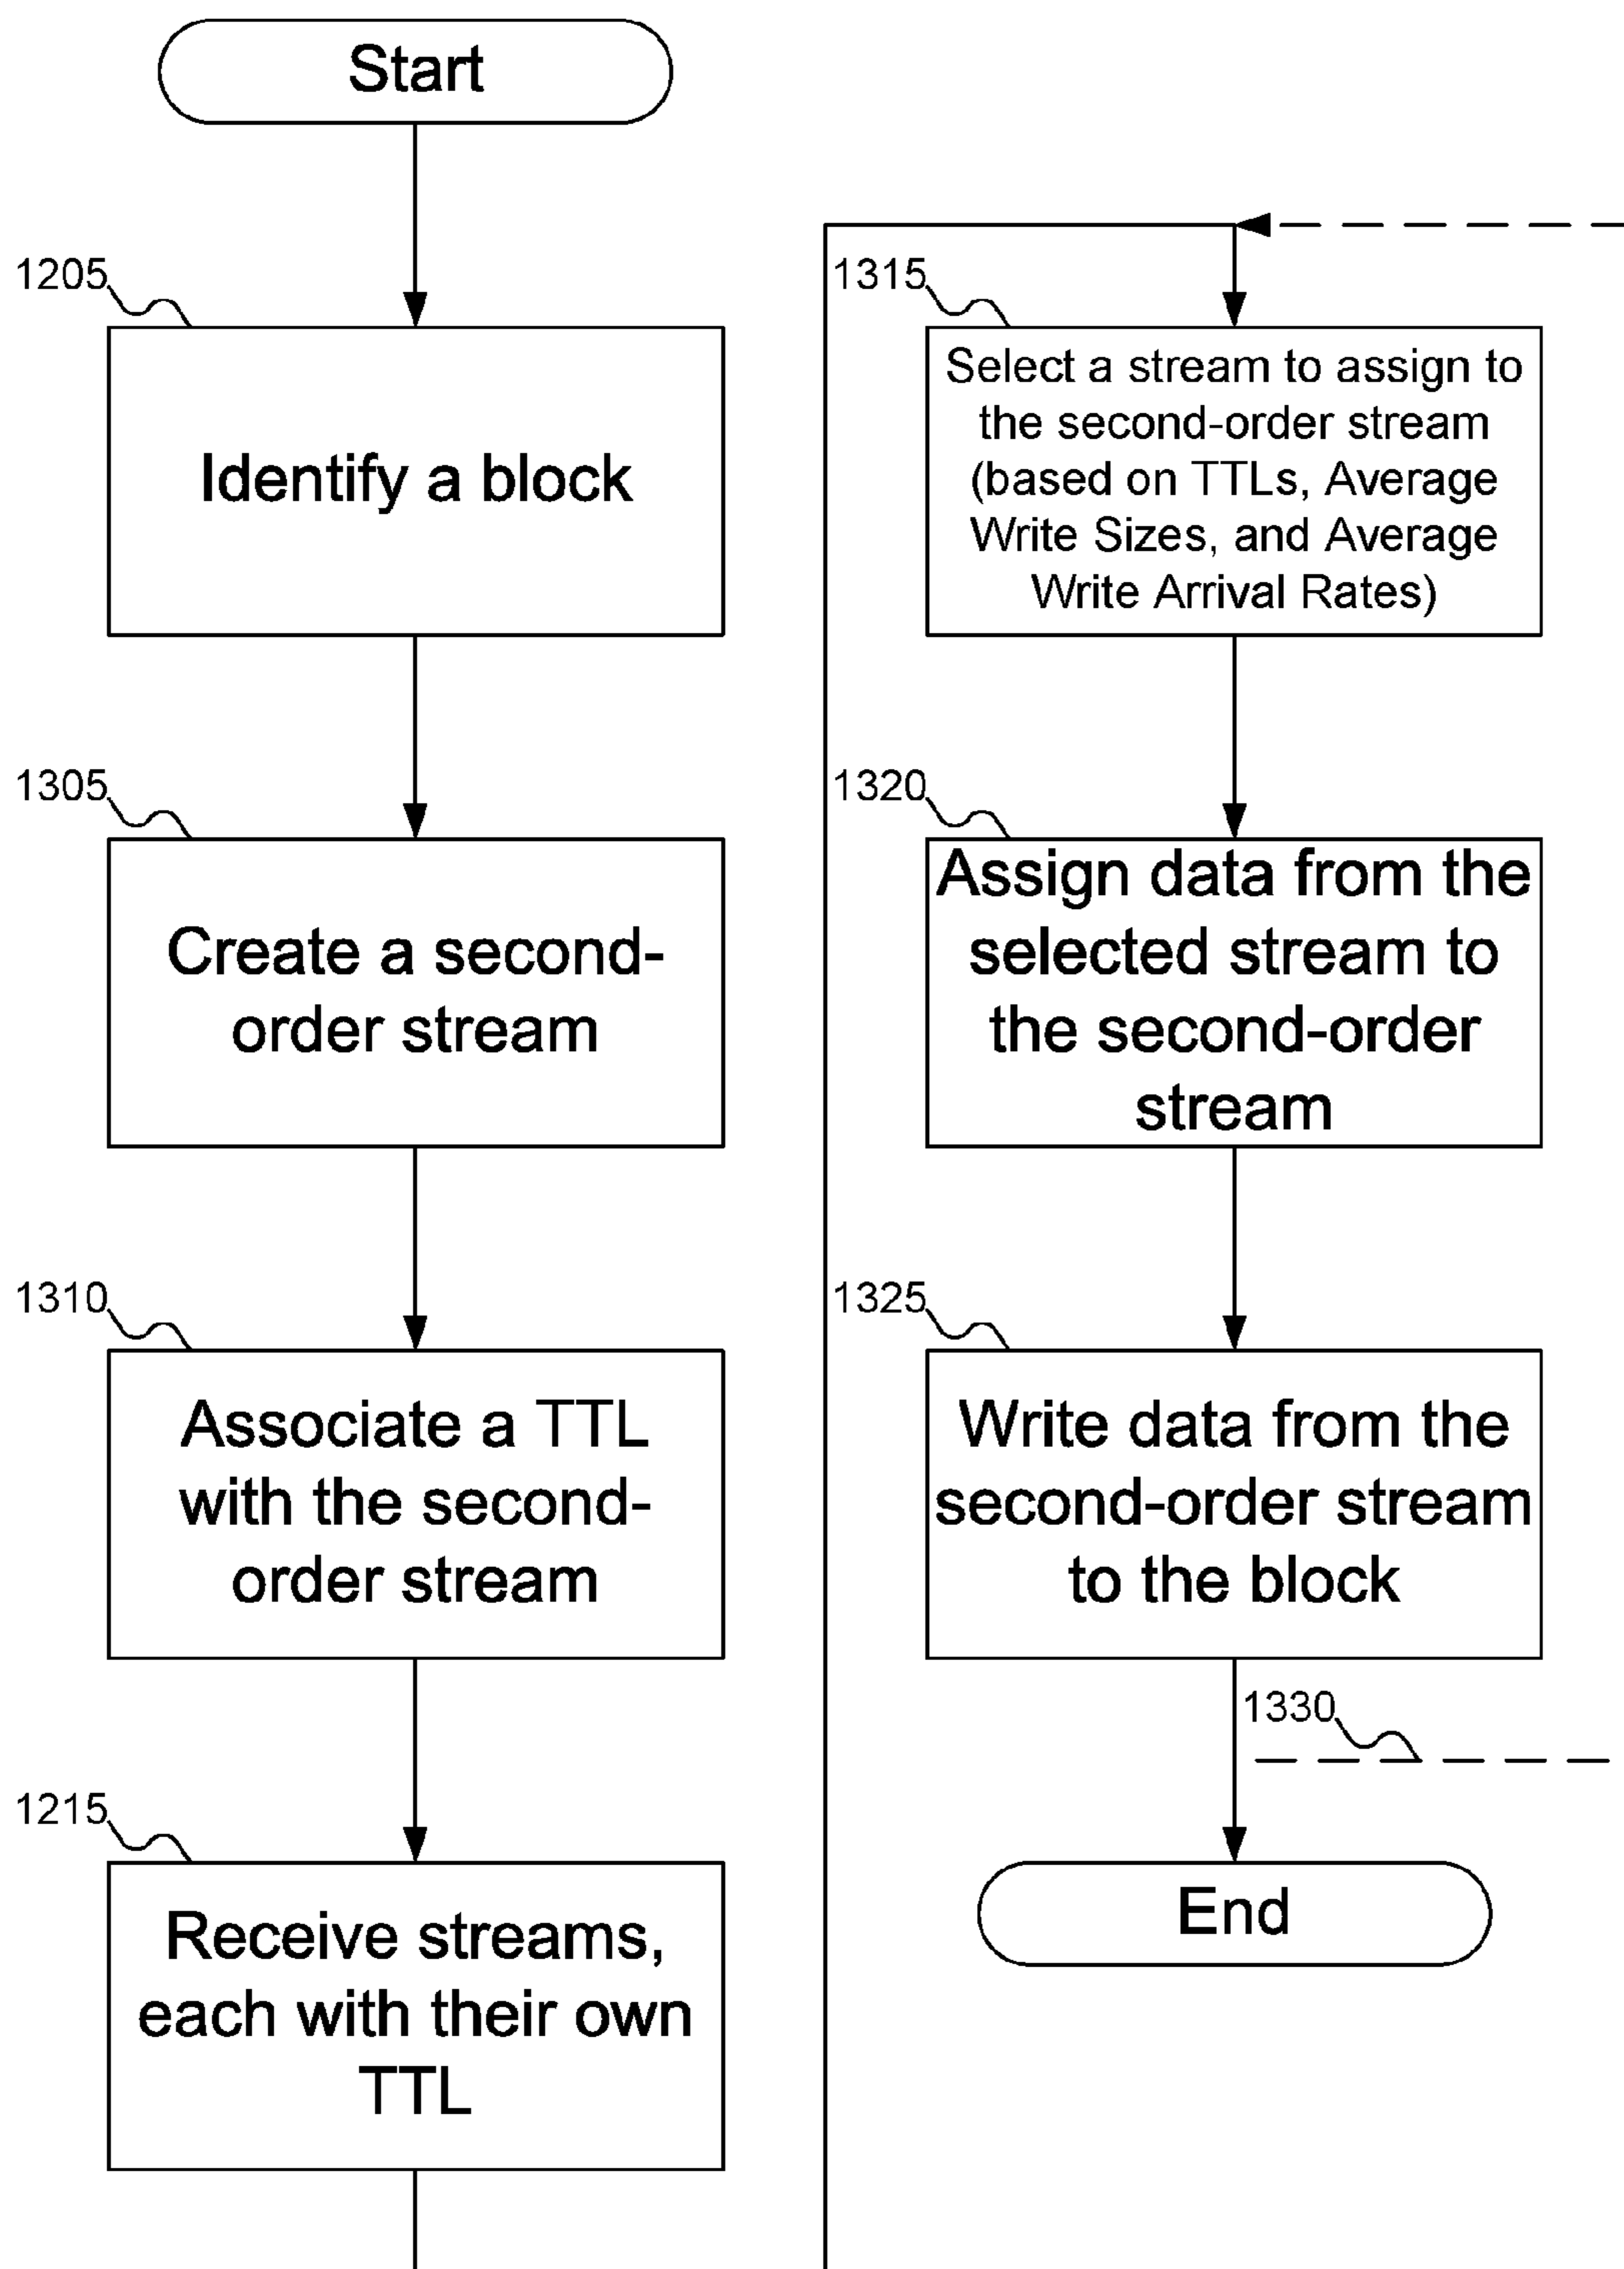 Start
1205
Identify a block
1305
Create a second-
order stream
1310
Associate a TTL
with the second-
order stream
1215
Receive streams,
each with their own
TTL
1315
Select a stream to assign to
the second-order stream
(based on TTLs, Average
Write Sizes, and Average
Write Arrival Rates)
1320
Assign data from the
selected stream to
the second-order
stream
1325
Write data from the
second-order stream
to the block
1330
End